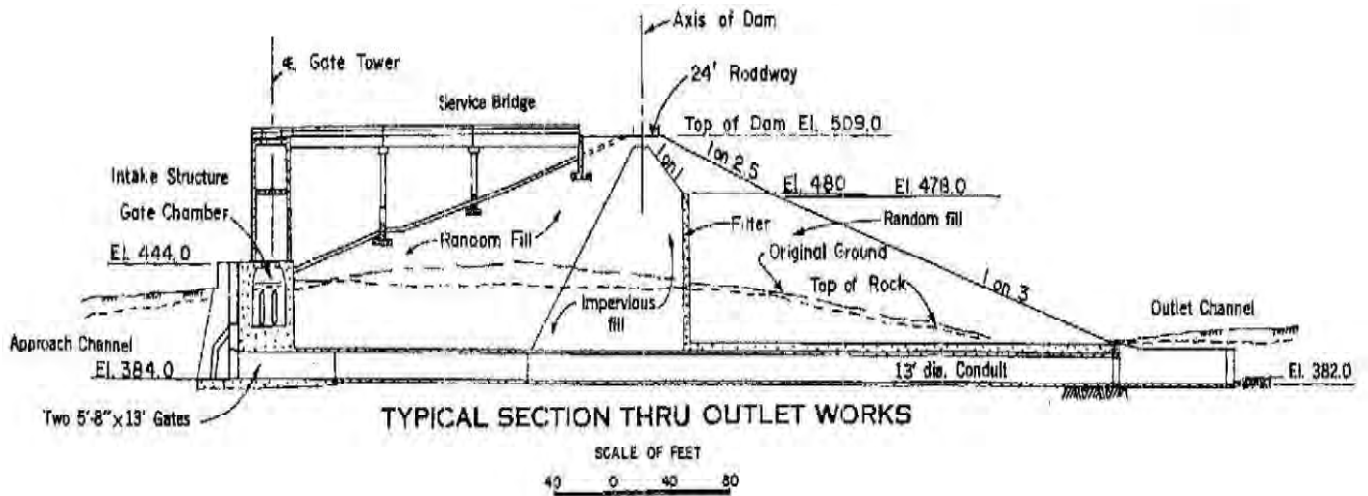 Axis of Dam
℄ Gate Tower
24' Roadway
Service Bridge
Top of Dam El. 509.0
1 on 1
1 on 2.5
Intake Structure
El. 480
El. 478.0
Gate Chamber
Random Fill
Filter
Random fill
El. 444.0
Original Ground
Top of Rock
1 on 3
Impervious
fill
Outlet Channel
Approach Channel
El. 384.0
13' dia. Conduit
El. 382.0
Two 5'-8"x13' Gates
TYPICAL SECTION THRU OUTLET WORKS
SCALE OF FEET
40 0 40 80